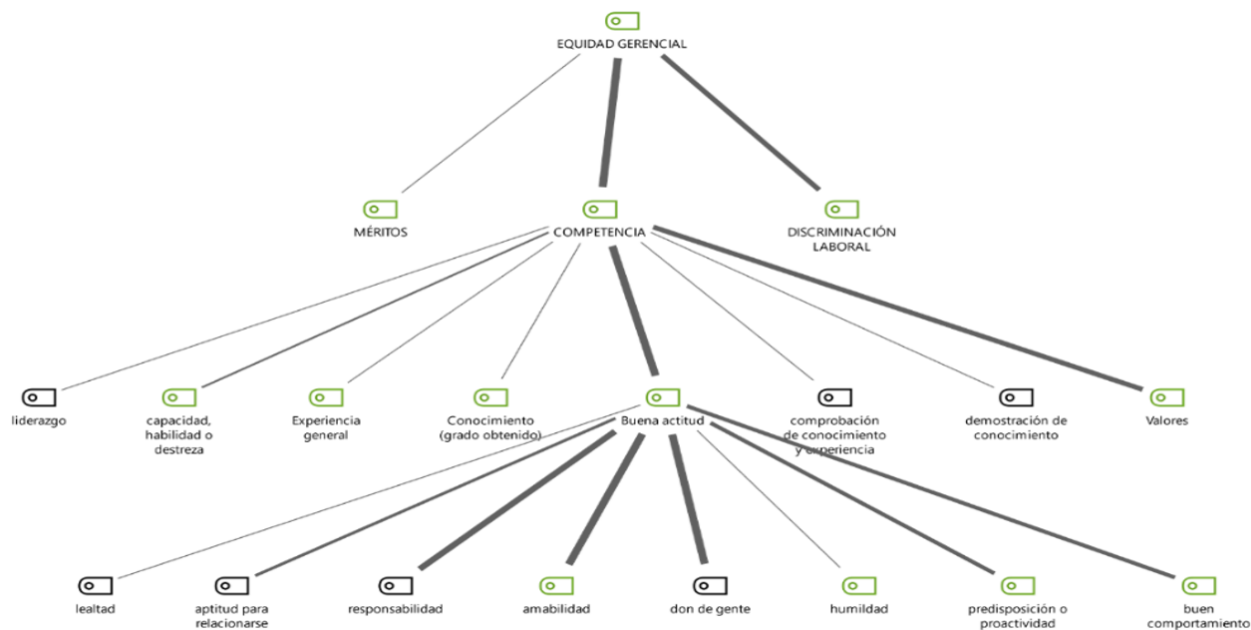 EQUIDAD GERENCIAL
MÉRITOS
COMPETENCIA
DISCRIMINACIÓN
LABORAL
liderazgo
capacidad,
habilidad o
destreza
Experiencia
general
Conocimiento
(grado obtenido)
Buena actitud
comprobación
de conocimiento
y experiencia
demostración de
conocimiento
Valores
lealtad
aptitud para
relacionarse
responsabilidad
amabilidad
don de gente
humildad
predisposición o
proactividad
buen
comportamiento